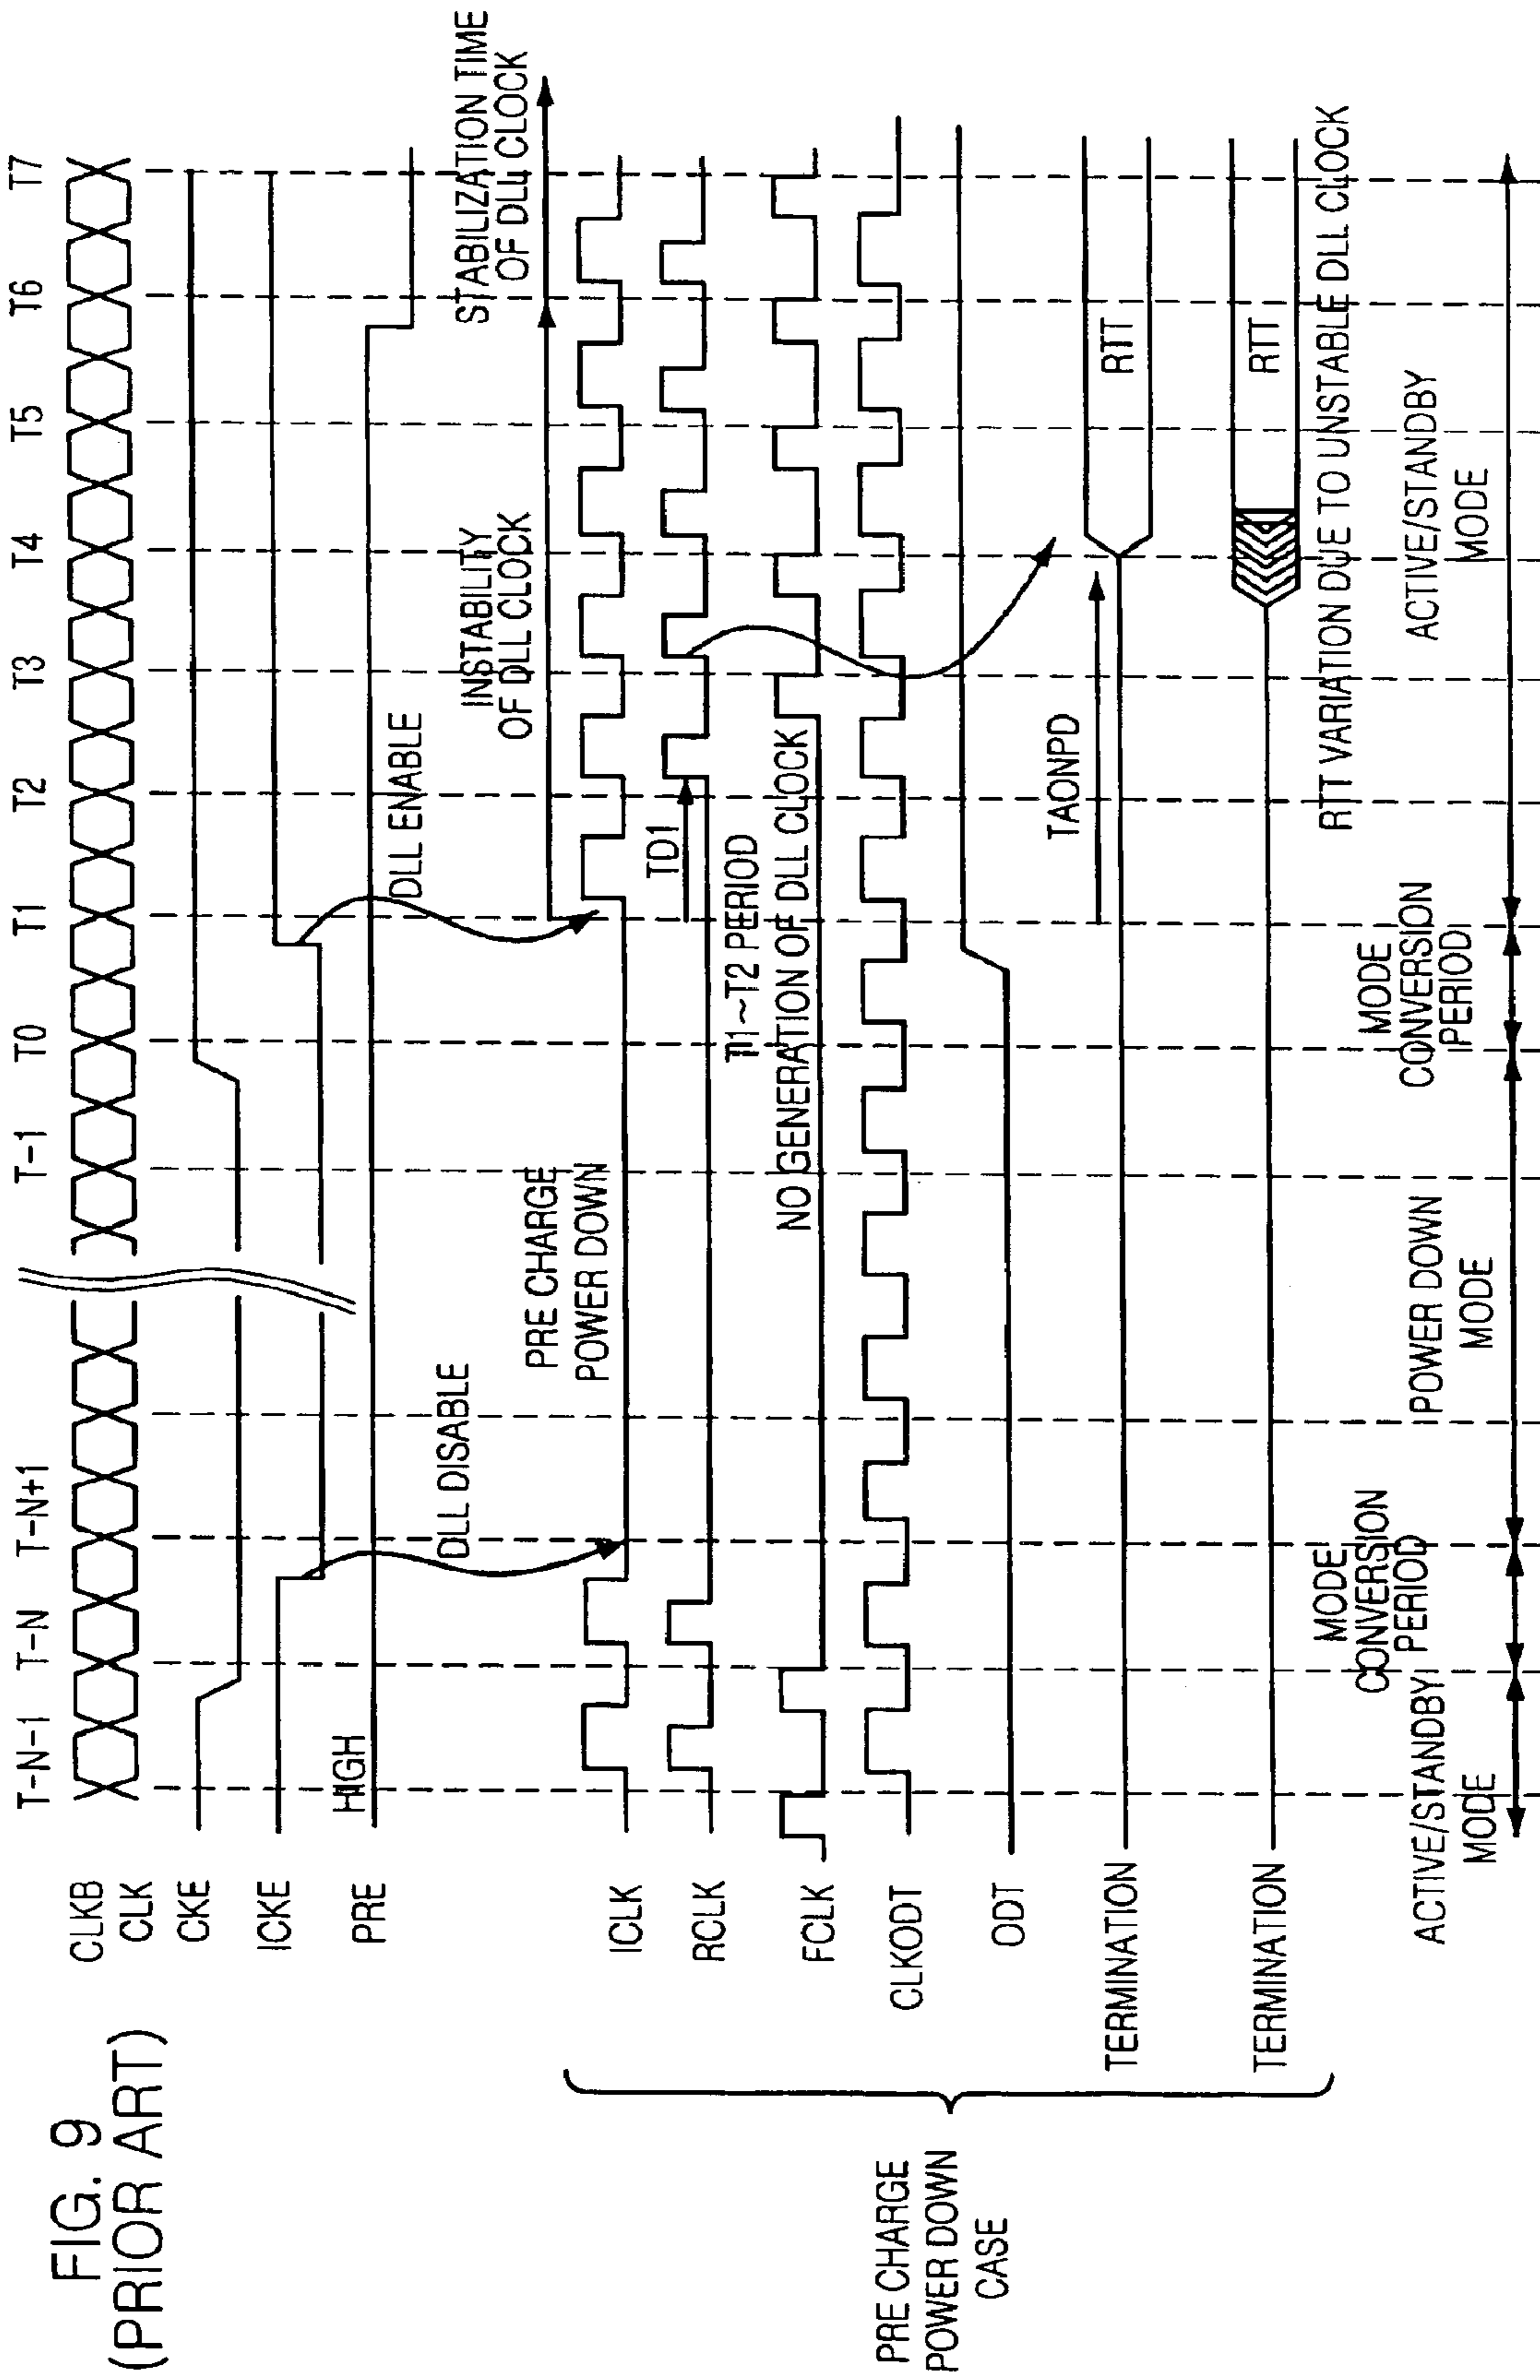 FIG. 9
(PRIOR ART)
T-N-1 T-N T-N+1 T-1 T0 T1 T2 T3 T4 T5 T6 T7
CLKB
CLK
CKE
ICKE
PRE
HIGH
DLL DISABLE
DLL ENABLE
PRE CHARGE
POWER DOWN
INSTABILITY
OF DLL CLOCK
STABILIZATION TIME
OF DLL CLOCK
ICLK
RCLK
TD1
T1~T2 PERIOD
NO GENERATION OF DLL CLOCK
FCLK
CLKODT
ODT
TAONPD
TERMINATION
RTT
TERMINATION
RTT
RTT VARIATION DUE TO UNSTABLE DLL CLOCK
PRE CHARGE
POWER DOWN
CASE
ACTIVE/STANDBY
MODE
MODE
CONVERSION
PERIOD
POWER DOWN
MODE
MODE
CONVERSION
PERIOD
ACTIVE/STANDBY
MODE